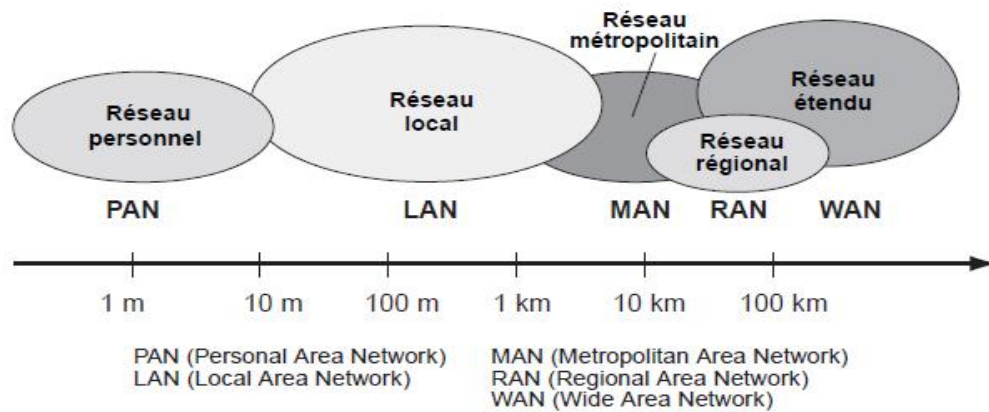 Réseau
métropolitain
Réseau
personnel
Réseau
local
Réseau
étendu
Réseau
régional
PAN LAN MAN RAN WAN
1 m 10 m 100 m 1 km 10 km 100 km
PAN (Personal Area Network)
LAN (Local Area Network)
MAN (Metropolitan Area Network)
RAN (Regional Area Network)
WAN (Wide Area Network)